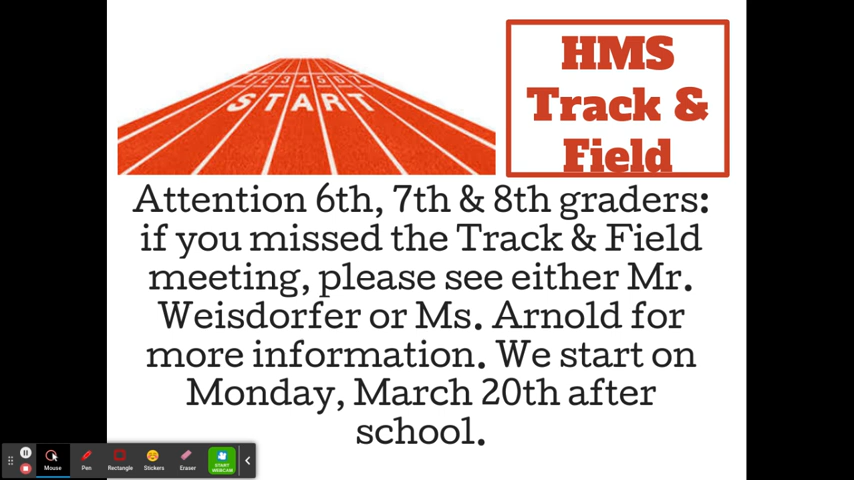 HMS
Track &
Field
START
Attention 6th, 7th & 8th graders:
if you missed the Track & Field
meeting, please see either Mr.
Weisdorfer or Ms. Arnold for
more information. We start on
Monday, March 20th after
school.
Mouse
Pen
Rectangle
Stickers
Eraser
START
WEBCAM